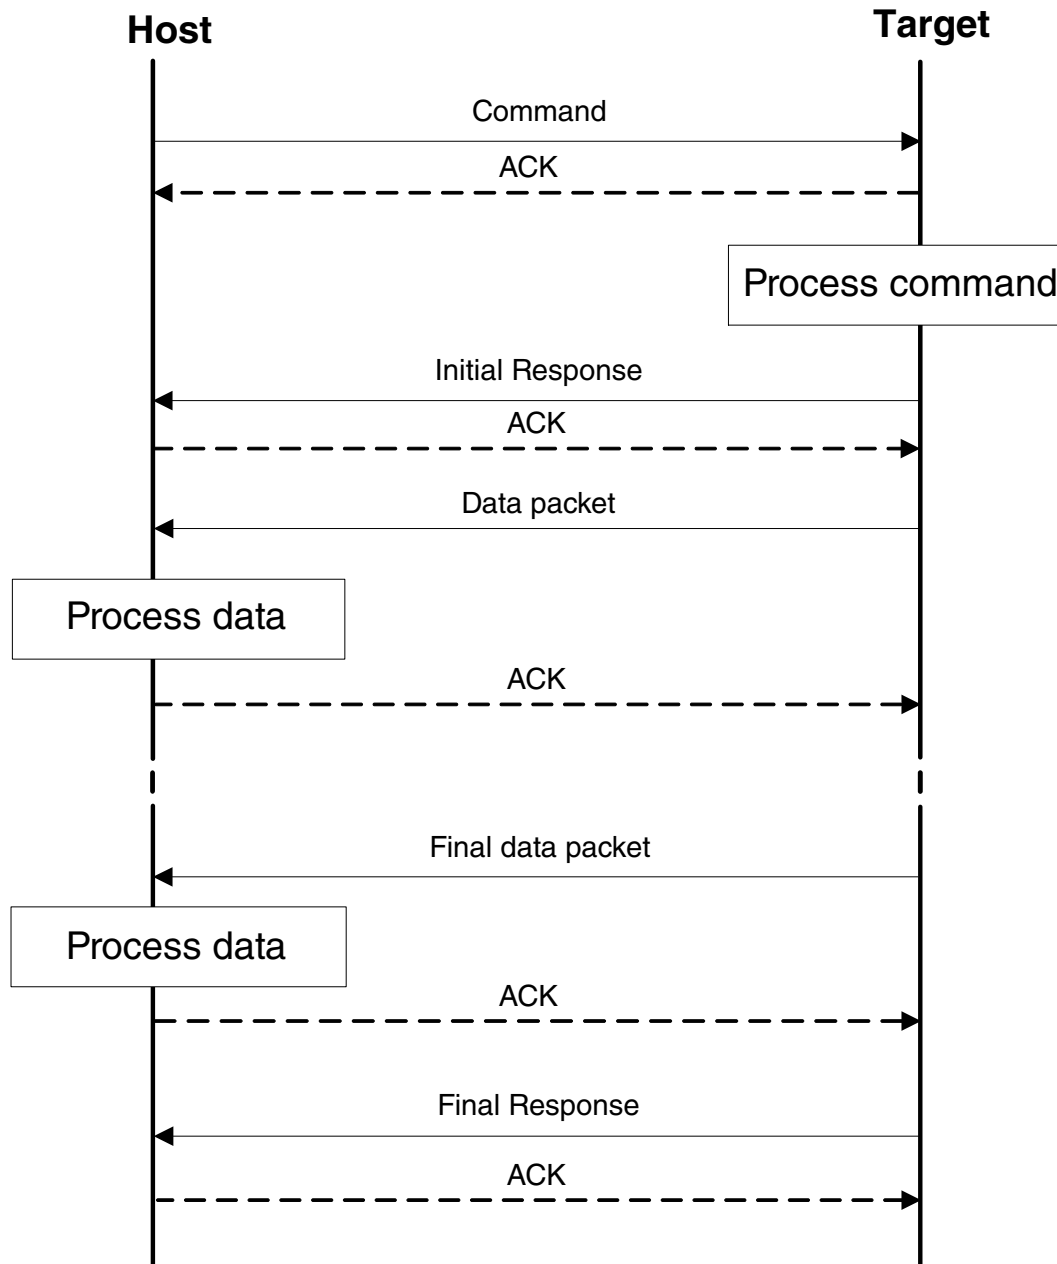 Host
Target
Command
ACK
Process command
Initial Response
ACK
Data packet
Process data
ACK
Final data packet
Process data
ACK
Final Response
ACK